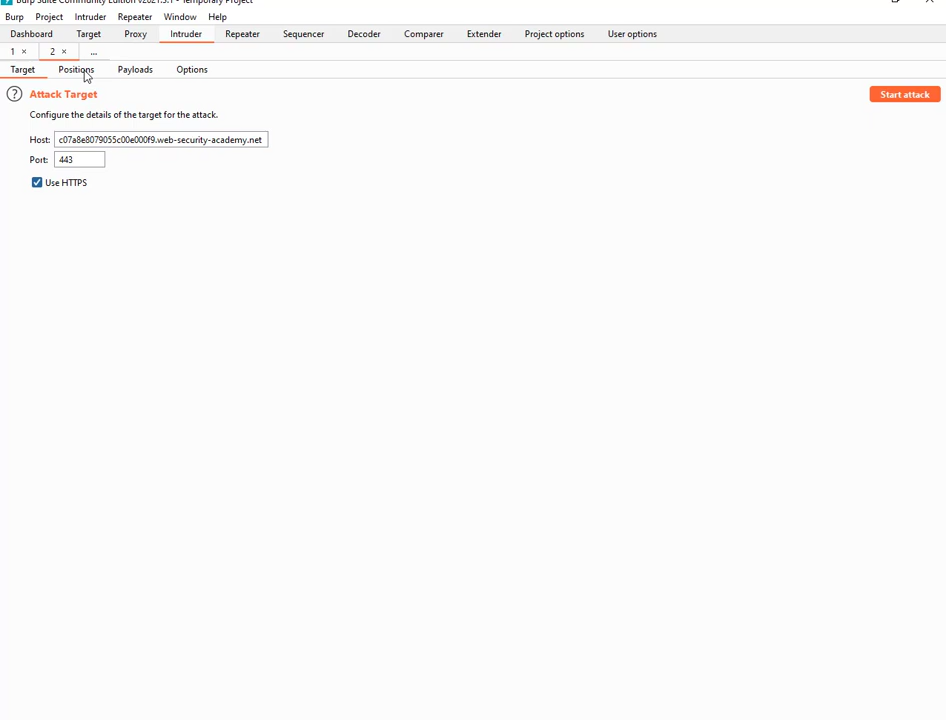 Burp Suite Community Edition v2021.5.1 - Temporary Project
Burp Project Intruder Repeater Window Help
Dashboard Target Proxy Intruder Repeater Sequencer Decoder Comparer Extender Project options User options
1 × 2 × ...
Target Positions Payloads Options
? Attack Target Start attack
Configure the details of the target for the attack.
Host: c07a8e8079055c00e000f9.web-security-academy.net
Port: 443
Use HTTPS